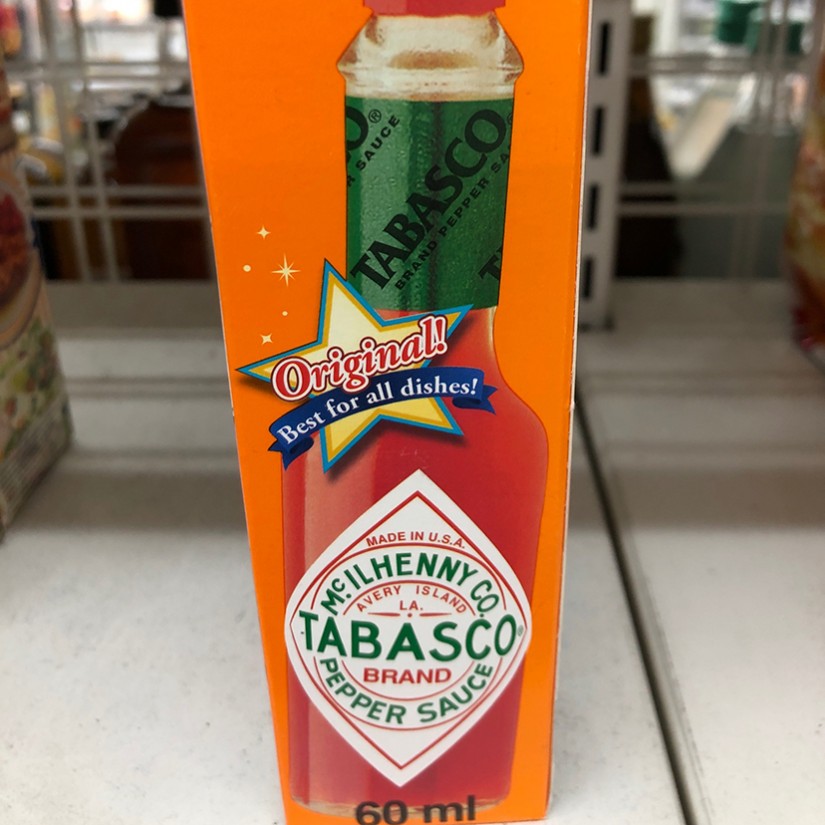 TABASCO
BRAND PEPPER SA
O®
R SAUCE
Original!
Best for all dishes!
MADE IN U.S.A.
McILHENNY CO.
AVERY ISLAND
LA.
TABASCO®
BRAND
PEPPER SAUCE
60 ml